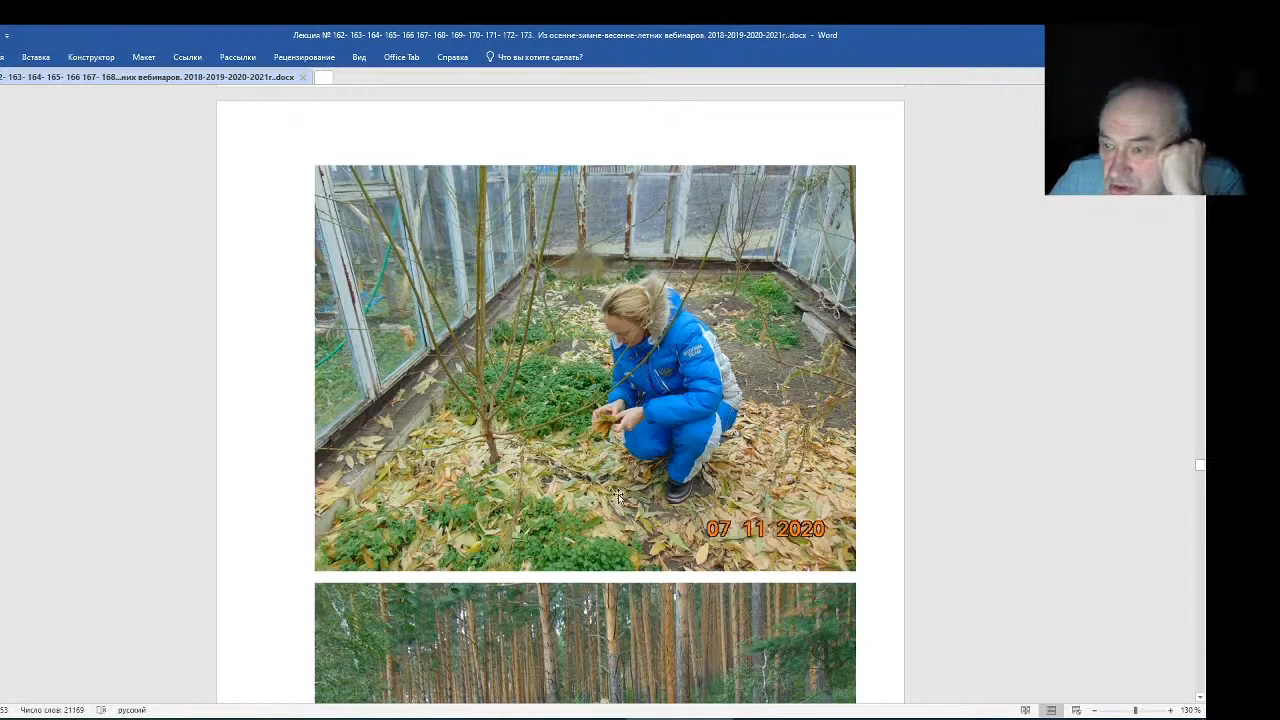 Лекция № 162- 163- 164- 165- 166 167- 168- 169- 170- 171- 172- 173. Из осенне-зимне-весенне-летних вебинаров. 2018-2019-2020-2021г..docx - Word
Вставка Конструктор Макет Ссылки Рассылки Рецензирование Вид Office Tab Справка Что вы хотите сделать?
2- 163- 164- 165- 166 167- 168...них вебинаров. 2018-2019-2020-2021г..docx
07 11 2020
53 Число слов: 21169 русский 130%